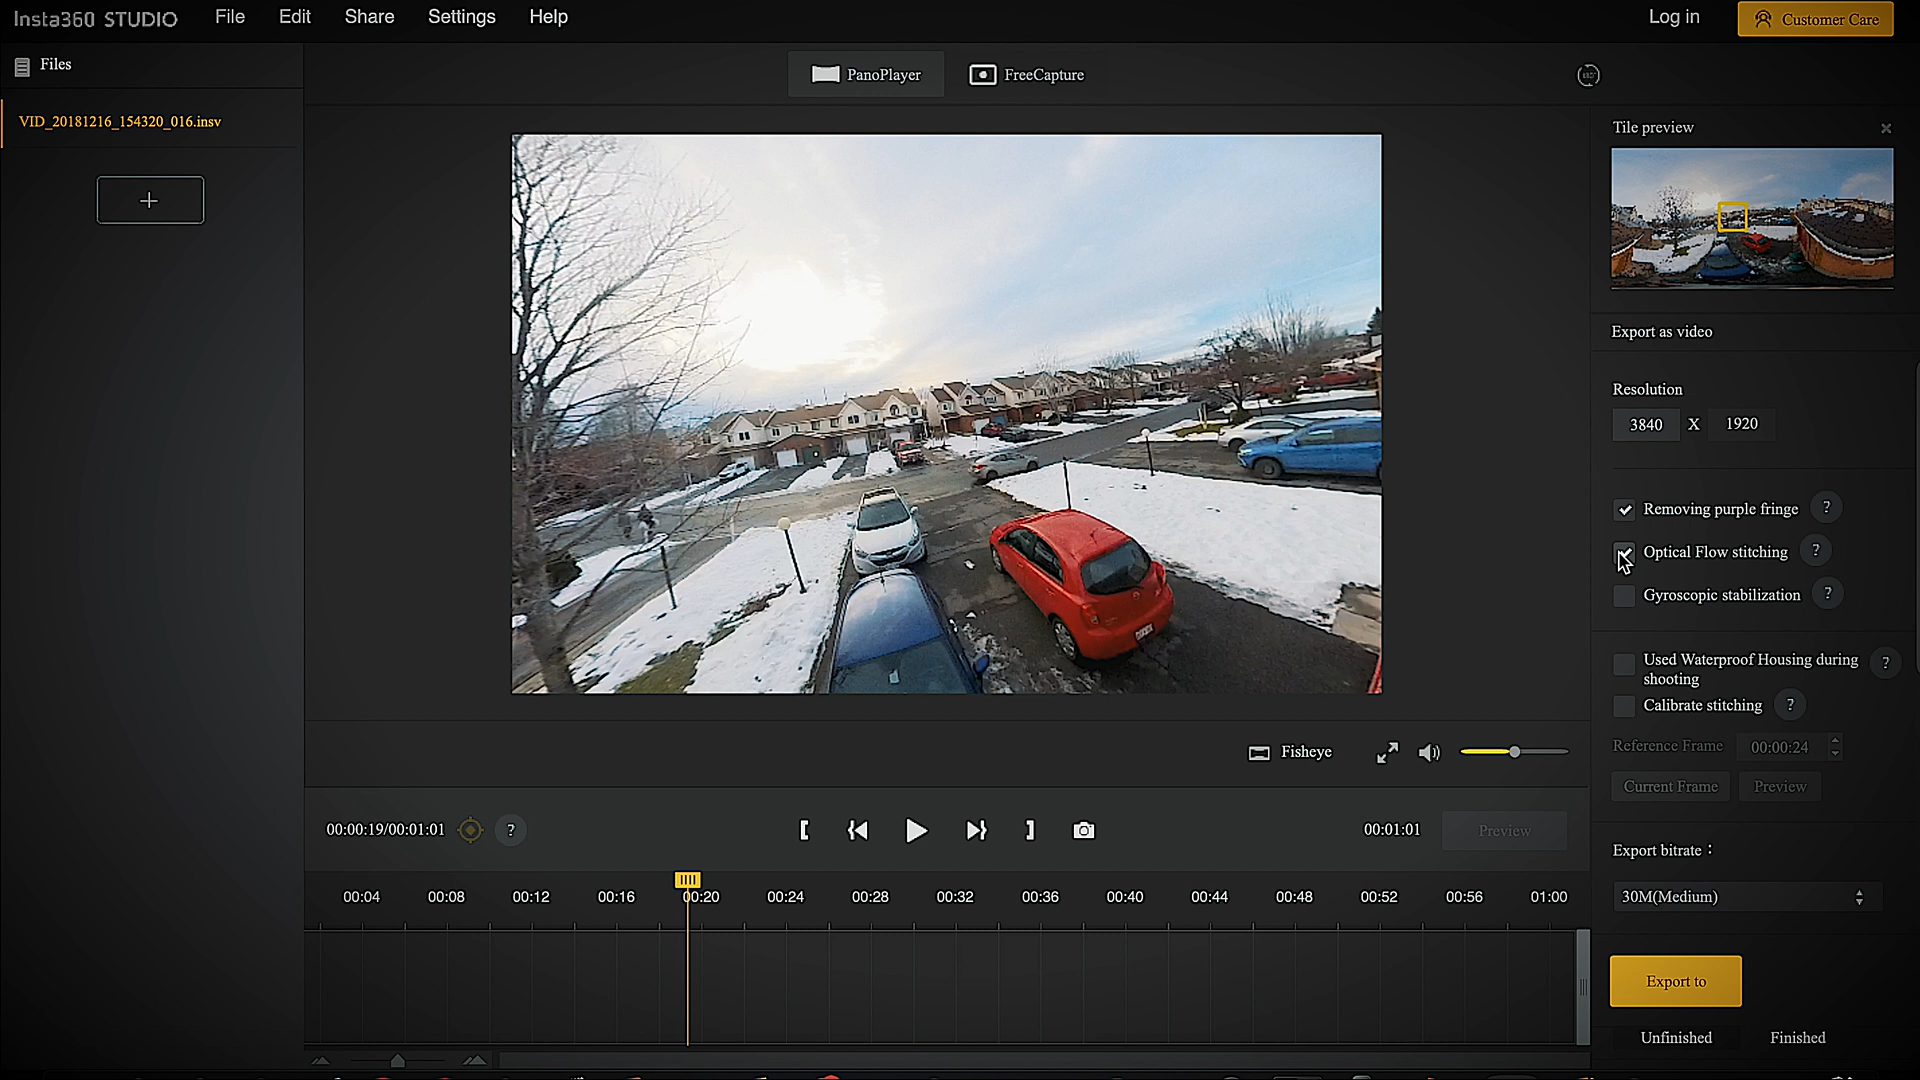 Insta360 STUDIO File Edit Share Settings Help Log in Customer Care
Files
PanoPlayer FreeCapture
VID_20181216_154320_016.insv
+
Tile preview
Export as video
Resolution
3840 X 1920
Removing purple fringe ?
Optical Flow stitching ?
Gyroscopic stabilization ?
Used Waterproof Housing during ?
shooting
Calibrate stitching ?
Reference Frame 00:00:24
Current Frame Preview
Fisheye
00:00:19/00:01:01 ? 00:01:01 Preview
Export bitrate：
30M(Medium)
00:04 00:08 00:12 00:16 00:20 00:24 00:28 00:32 00:36 00:40 00:44 00:48 00:52 00:56 01:00
Export to
Unfinished Finished